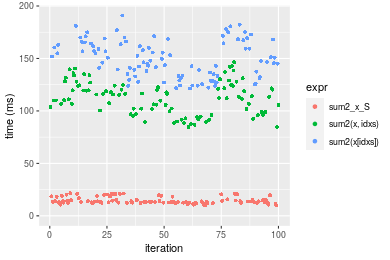 200
150
100
50
0
time (ms)
0
25
50
75
100
iteration
expr
sum2_x_S
sum2(x, idxs)
sum2(x[idxs])